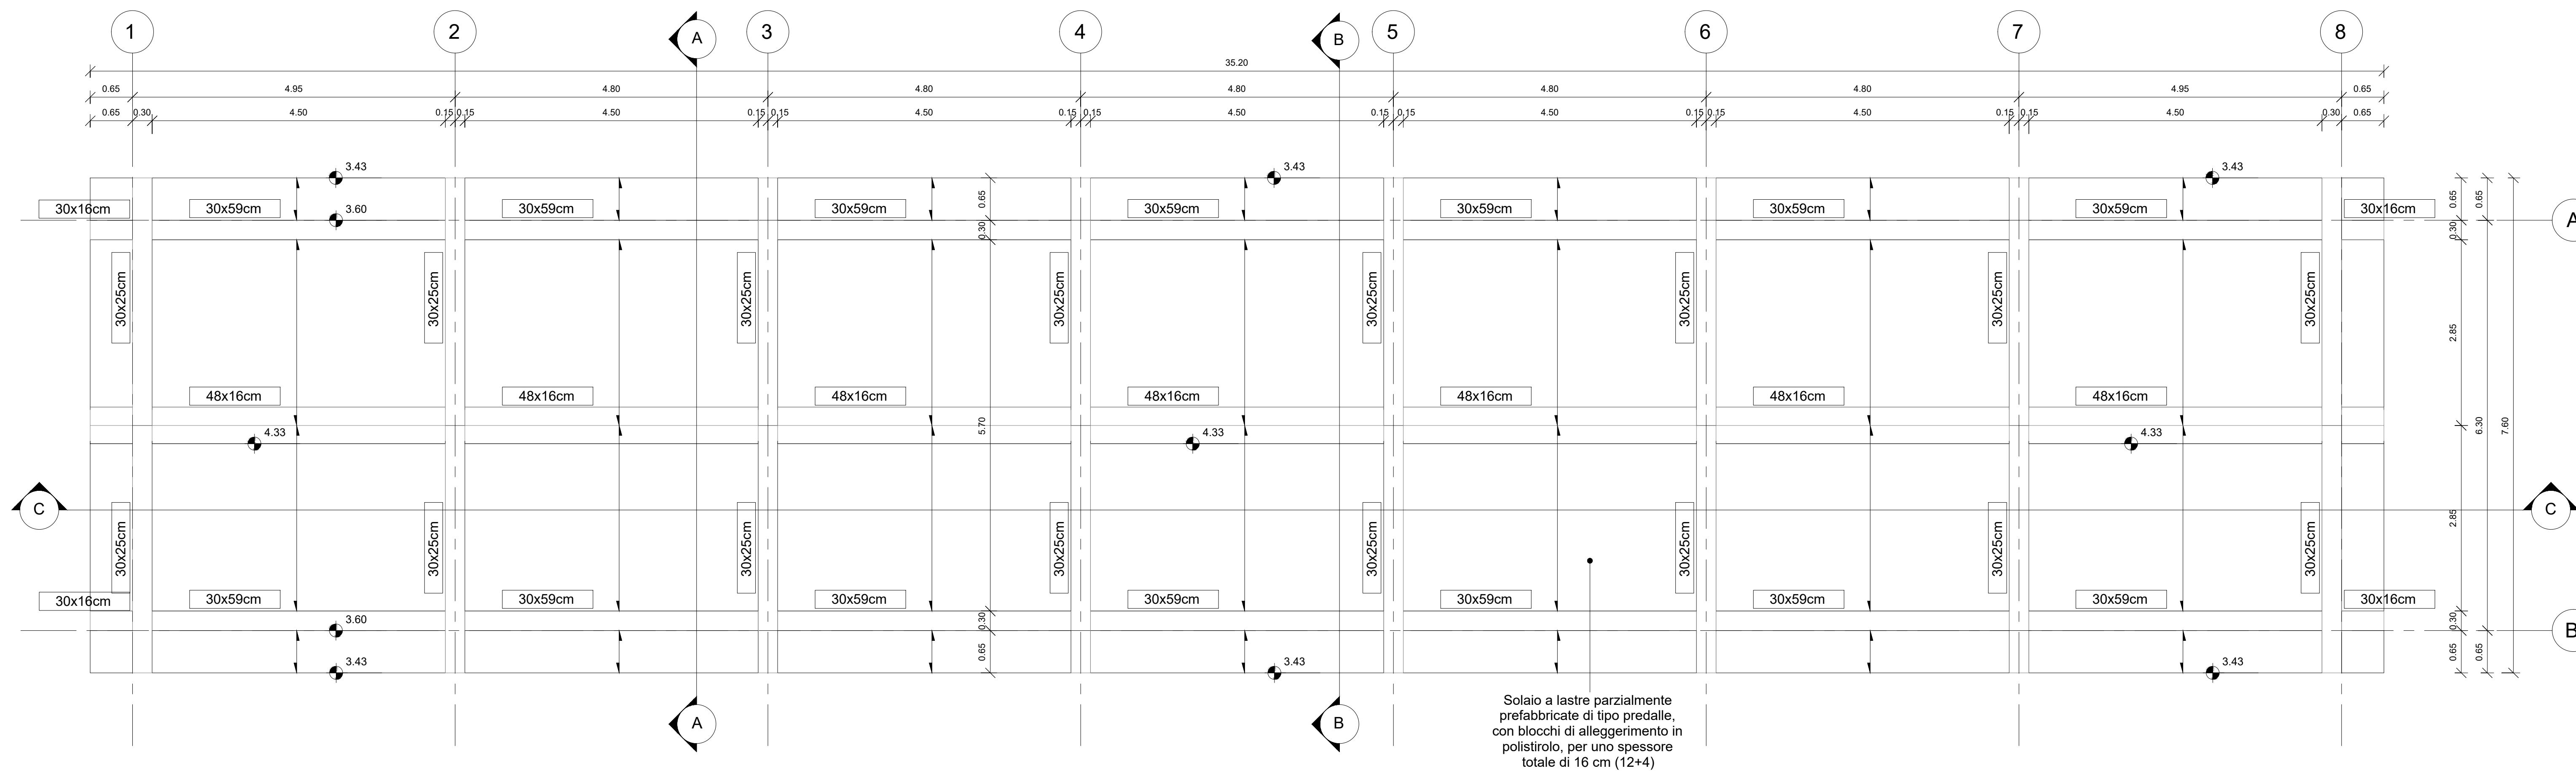 1 2 A 3 4 B 5 6 7 8
35.20
0.65 4.95 4.80 4.80 4.80 4.80 4.80 4.95 0.65
0.65 0.30 4.50 0.15 0.15 4.50 0.15 0.15 4.50 0.15 0.15 4.50 0.15 0.15 4.50 0.15 0.15 4.50 0.15 0.15 4.50 0.30 0.65
3.43 3.43 3.43
30x16cm 30x59cm 3.60 30x59cm 30x59cm 0.65 30x59cm 30x59cm 30x59cm 30x59cm 30x16cm 0.65 0.65 A
0.30 0.30
30x25cm 30x25cm 30x25cm 30x25cm 30x25cm 30x25cm 30x25cm 30x25cm
2.85
48x16cm 48x16cm 48x16cm 48x16cm 48x16cm 48x16cm 48x16cm
5.70 6.30 7.60
4.33 4.33 4.33
C 2.85 C
30x25cm 30x25cm 30x25cm 30x25cm 30x25cm 30x25cm 30x25cm 30x25cm
30x16cm 30x59cm 30x59cm 30x59cm 30x59cm 30x59cm 30x59cm 30x59cm 30x16cm
3.60 0.30 0.30 B
0.65 0.65 0.65
3.43 3.43 3.43
A B
Solaio a lastre parzialmente
prefabbricate di tipo predalle,
con blocchi di alleggerimento in
polistirolo, per uno spessore
totale di 16 cm (12+4)